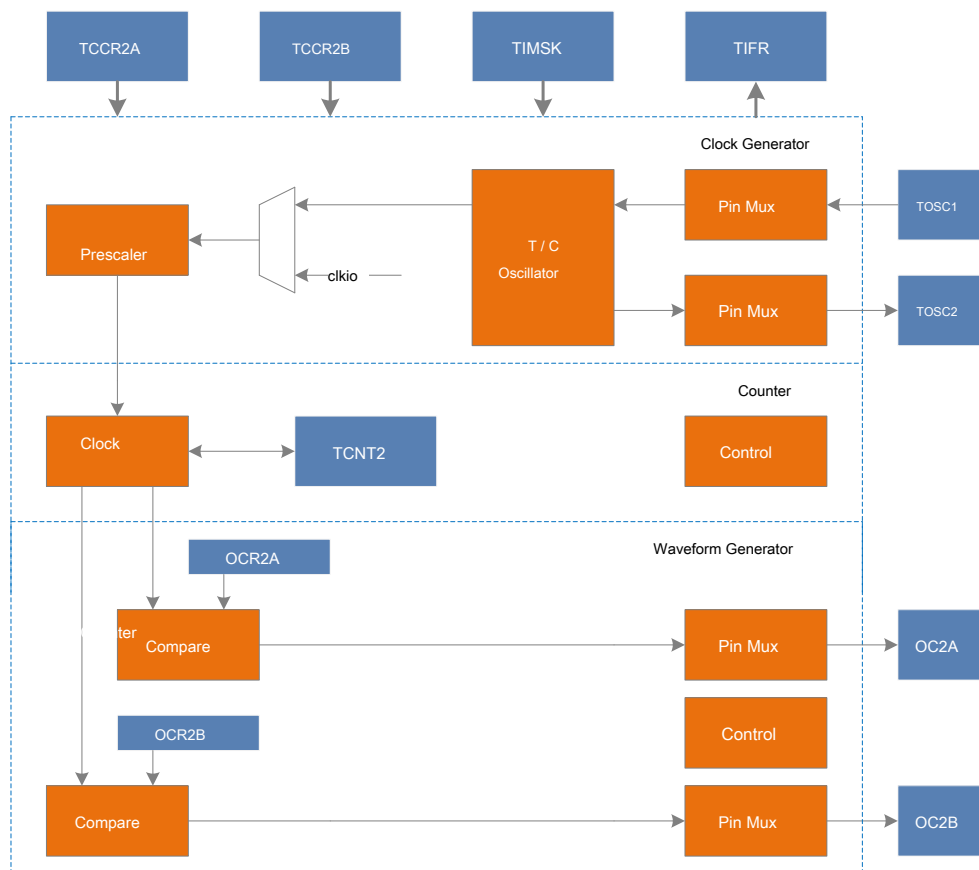 TCCR2A
TCCR2B
TIMSK
TIFR
Clock Generator
Pin Mux
TOSC1
T / C
Oscillator
Prescaler
clkio
Pin Mux
TOSC2
Counter
Clock
TCNT2
Control
Waveform Generator
OCR2A
ter
Compare
Pin Mux
OC2A
OCR2B
Control
Compare
Pin Mux
OC2B